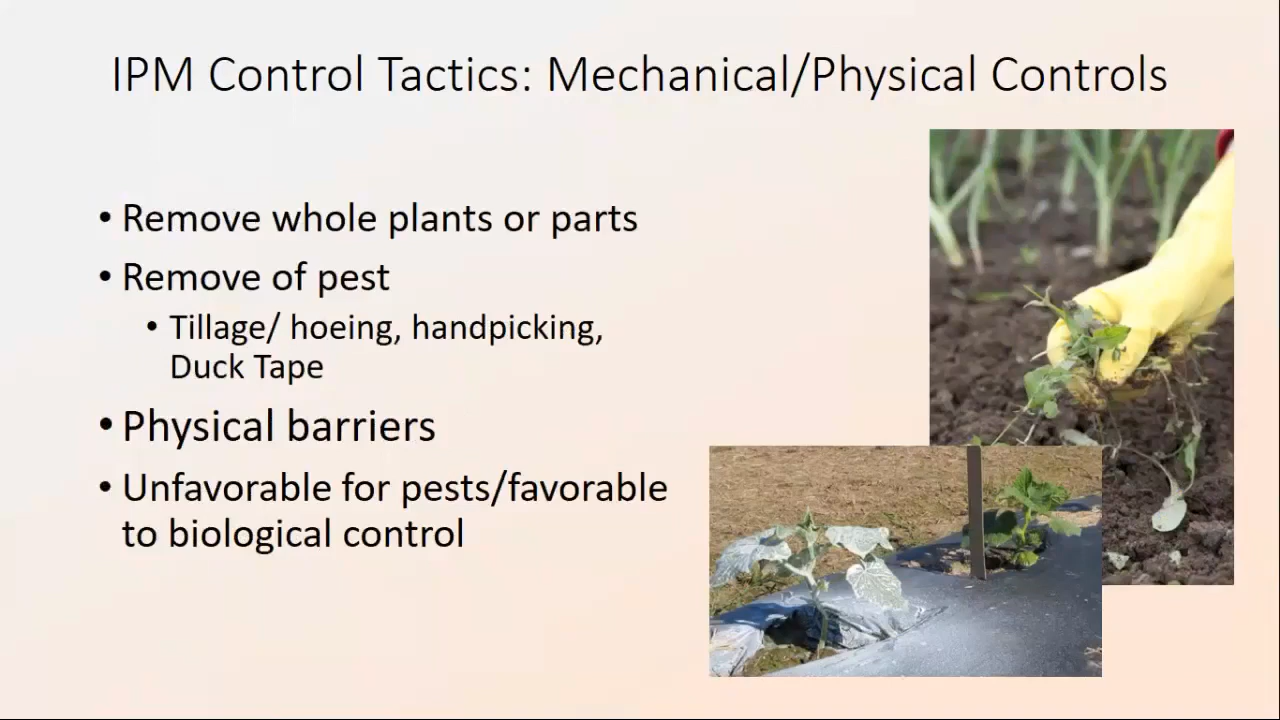 IPM Control Tactics: Mechanical/Physical Controls
• Remove whole plants or parts
• Remove of pest
• Tillage/ hoeing, handpicking,
Duck Tape
• Physical barriers
• Unfavorable for pests/favorable
to biological control